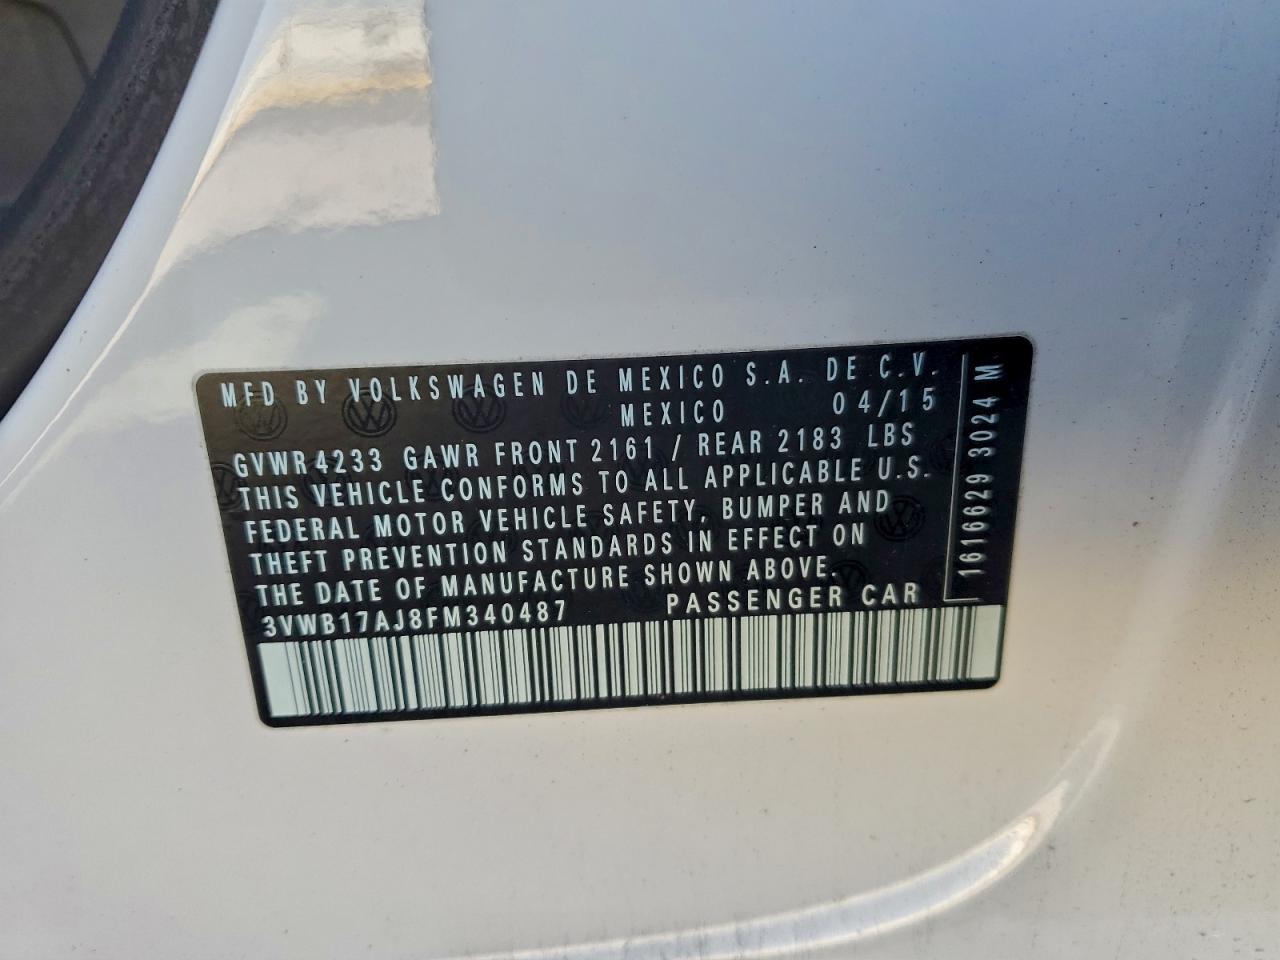 MFD BY VOLKSWAGEN DE MEXICO S.A. DE C.V.
MEXICO 04/15
GVWR 4233 GAWR FRONT 2161 / REAR 2183 LBS
THIS VEHICLE CONFORMS TO ALL APPLICABLE U.S.
FEDERAL MOTOR VEHICLE SAFETY, BUMPER AND
THEFT PREVENTION STANDARDS IN EFFECT ON
THE DATE OF MANUFACTURE SHOWN ABOVE.
3VWB17AJ8FM340487 PASSENGER CAR
1616629 3024 M